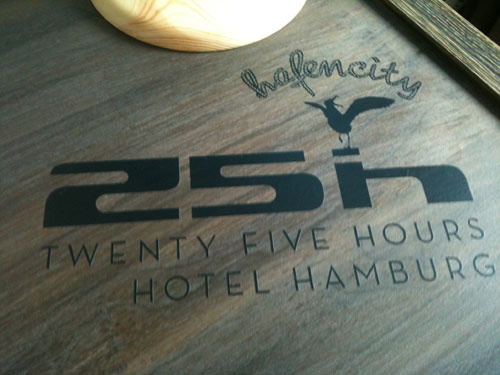 hafencity
25h
TWENTY FIVE HOURS
HOTEL HAMBURG